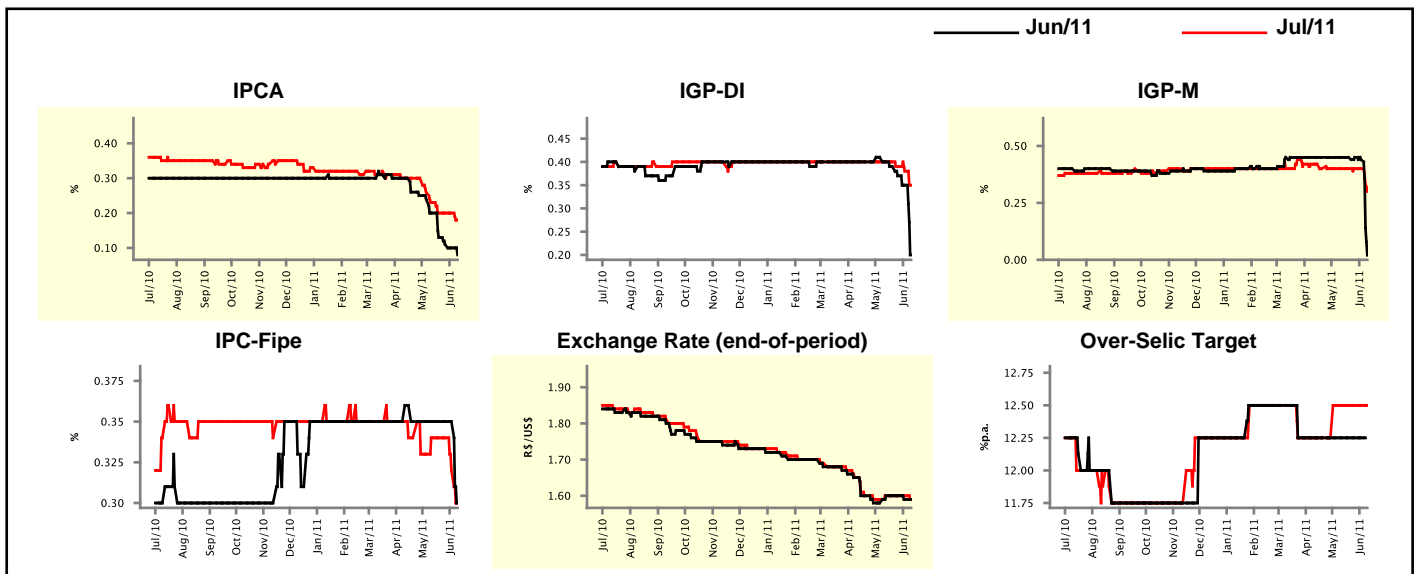 Jun/11 Jul/11
IPCA
0.40
0.30
0.20
0.10
%
Jul/10 Aug/10 Sep/10 Oct/10 Nov/10 Dec/10 Jan/11 Feb/11 Mar/11 Apr/11 May/11 Jun/11
IGP-DI
0.45
0.40
0.35
0.30
0.25
0.20
%
Jul/10 Aug/10 Sep/10 Oct/10 Nov/10 Dec/10 Jan/11 Feb/11 Mar/11 Apr/11 May/11 Jun/11
IGP-M
0.50
0.25
0.00
%
Jul/10 Aug/10 Sep/10 Oct/10 Nov/10 Dec/10 Jan/11 Feb/11 Mar/11 Apr/11 May/11 Jun/11
IPC-Fipe
0.375
0.35
0.325
0.30
%
Jul/10 Aug/10 Sep/10 Oct/10 Nov/10 Dec/10 Jan/11 Feb/11 Mar/11 Apr/11 May/11 Jun/11
Exchange Rate (end-of-period)
1.90
1.80
1.70
1.60
R$/US$
Jul/10 Aug/10 Sep/10 Oct/10 Nov/10 Dec/10 Jan/11 Feb/11 Mar/11 Apr/11 May/11 Jun/11
Over-Selic Target
12.75
12.50
12.25
12.00
11.75
%p.a.
Jul/10 Aug/10 Sep/10 Oct/10 Nov/10 Dec/10 Jan/11 Feb/11 Mar/11 Apr/11 May/11 Jun/11